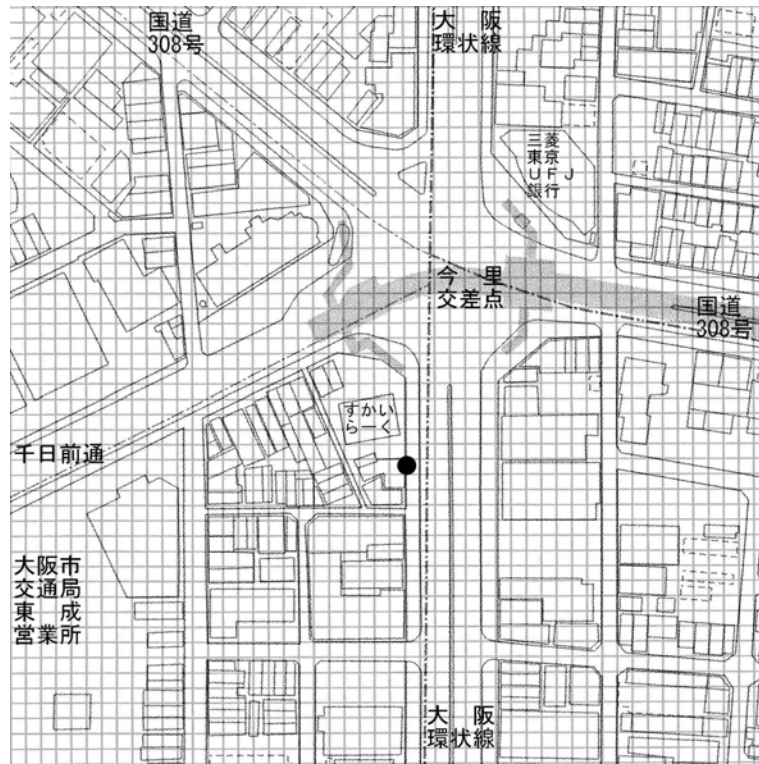 国道
308号
大阪
環状線
三菱
東京
UFJ
銀行
今里
交差点
国道
308号
すかい
らーく
千日前通
大阪市
交通局
東成
営業所
大阪
環状線